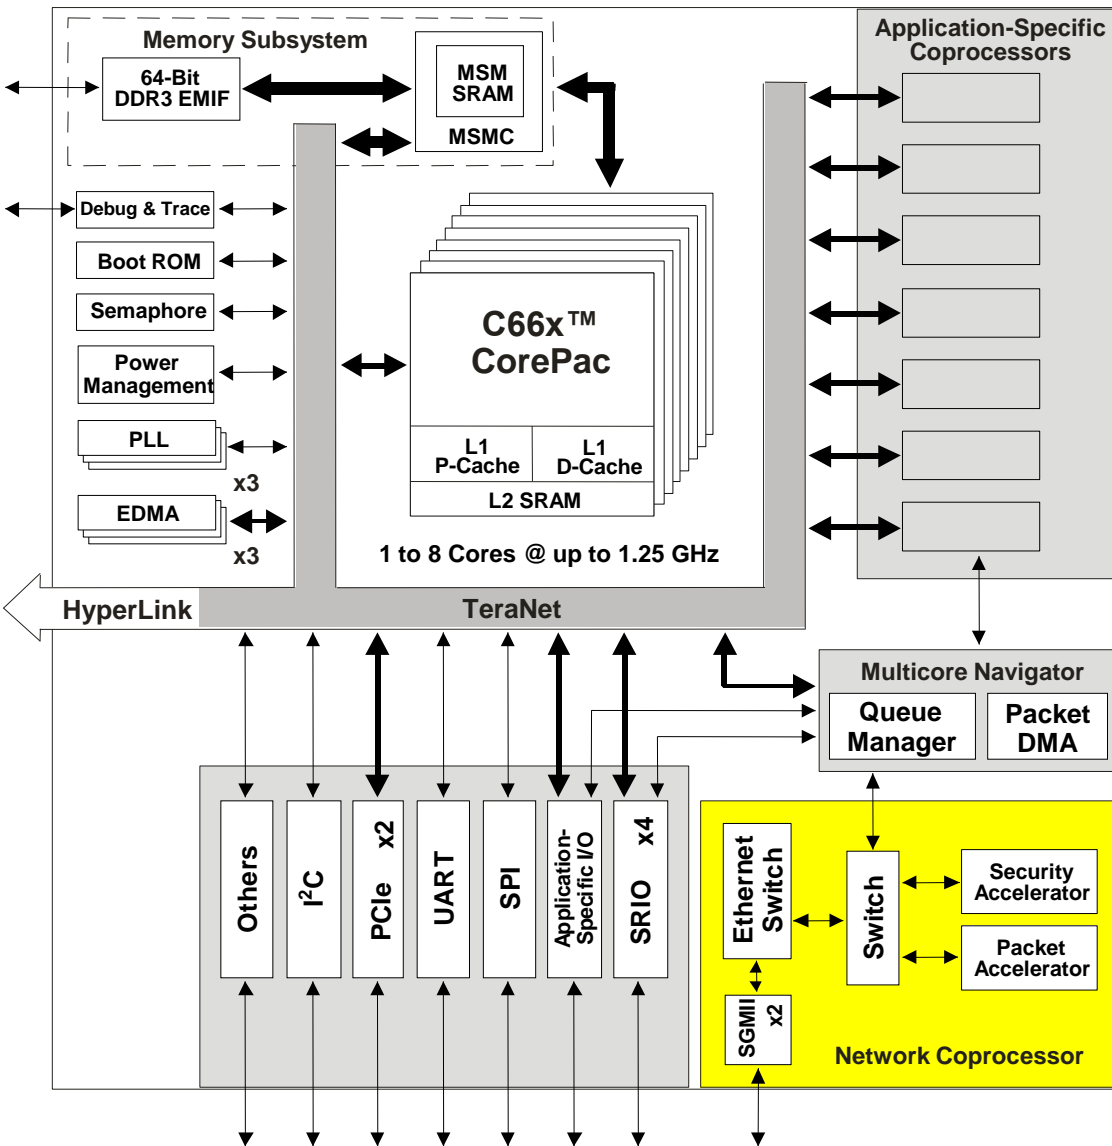 Memory Subsystem
64-Bit
DDR3 EMIF
MSM
SRAM
MSMC
Application-Specific
Coprocessors
Debug & Trace
Boot ROM
Semaphore
Power
Management
PLL
x3
EDMA
x3
C66x™
CorePac
L1
P-Cache
L1
D-Cache
L2 SRAM
1 to 8 Cores @ up to 1.25 GHz
HyperLink
TeraNet
Multicore Navigator
Queue
Manager
Packet
DMA
Others
I²C
PCIe x2
UART
SPI
Application-
Specific I/O
SRIO x4
Ethernet
Switch
Switch
Security
Accelerator
Packet
Accelerator
SGMII
x2
Network Coprocessor